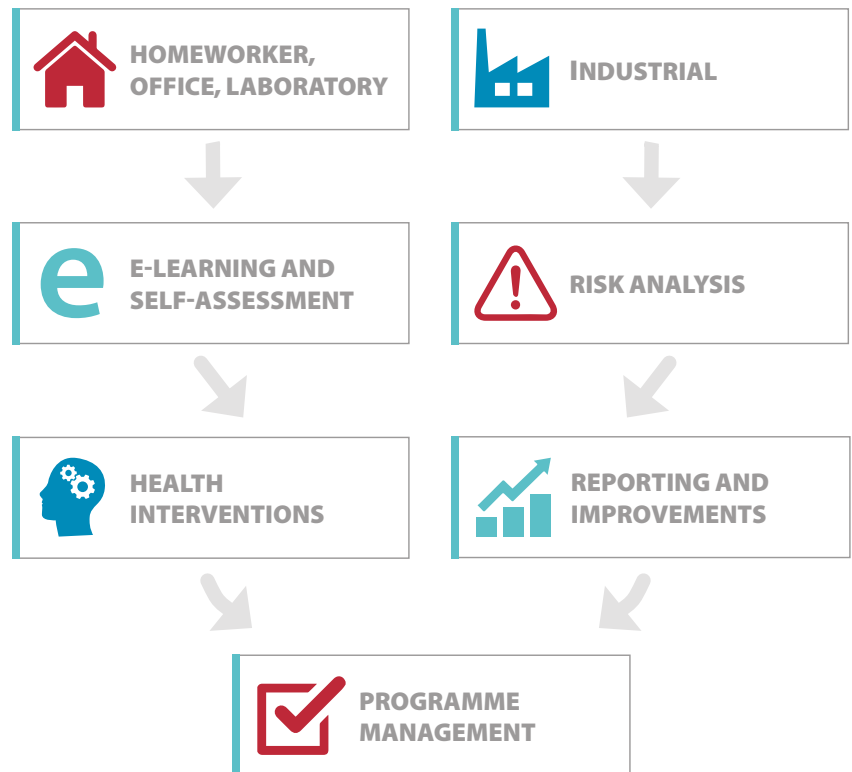 HOMEWORKER,
OFFICE, LABORATORY
INDUSTRIAL
e
E-LEARNING AND
SELF-ASSESSMENT
RISK ANALYSIS
HEALTH
INTERVENTIONS
REPORTING AND
IMPROVEMENTS
PROGRAMME
MANAGEMENT